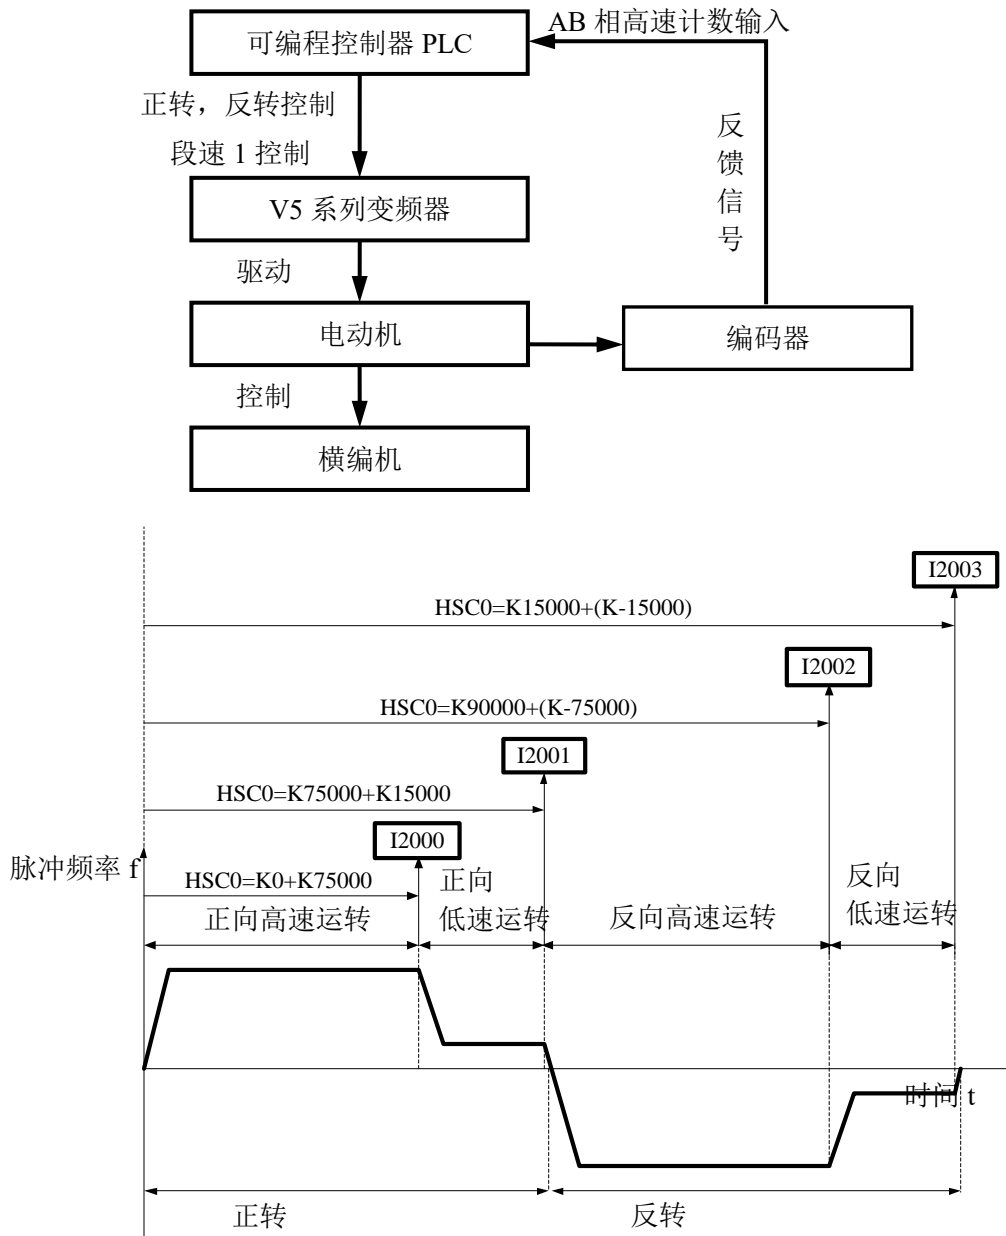 AB 相高速计数输入
可编程控制器 PLC
正转，反转控制
段速 1 控制
反
馈
信
号
V5 系列变频器
驱动
电动机
编码器
控制
横编机
I2003
HSC0=K15000+(K-15000)
I2002
HSC0=K90000+(K-75000)
I2001
HSC0=K75000+K15000
I2000
脉冲频率 f
HSC0=K0+K75000
正向
低速运转
反向
低速运转
正向高速运转
反向高速运转
时间 t
正转
反转